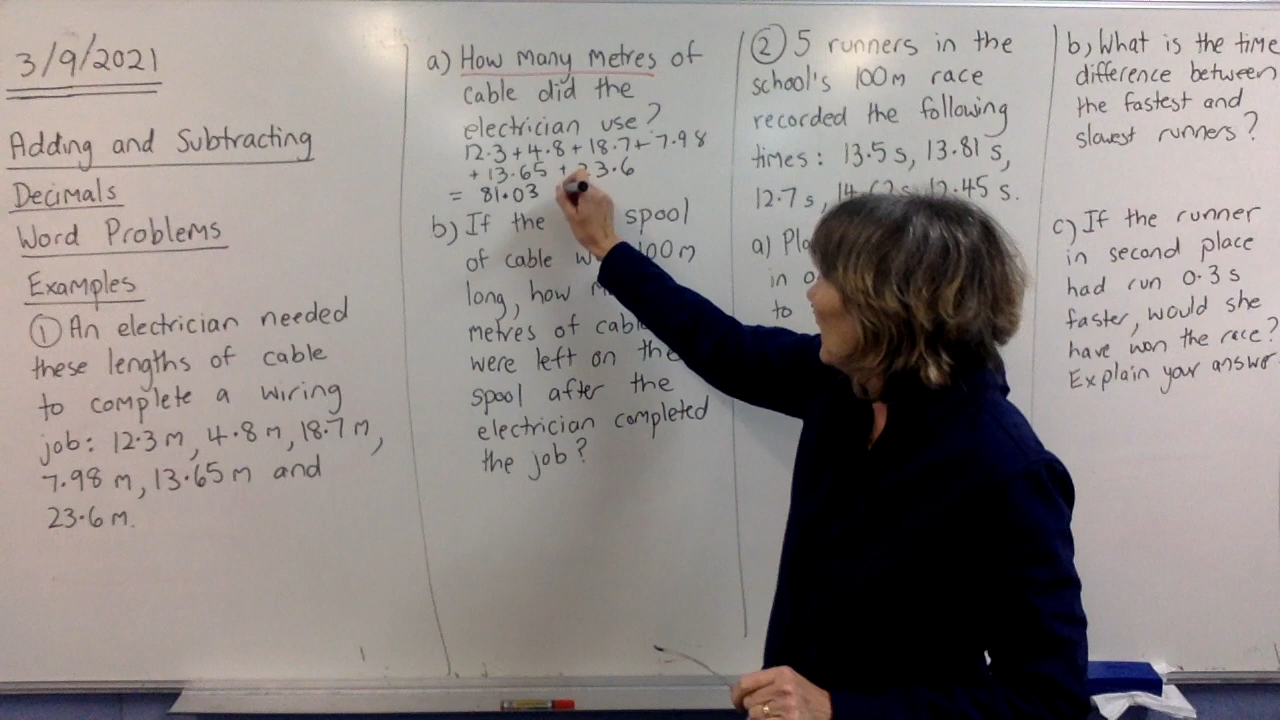 3/9/2021
Adding and Subtracting
Decimals
Word Problems
Examples
① An electrician needed
these lengths of cable
to complete a wiring
job: 12.3 m, 4.8 m, 18.7 m,
7.98 m, 13.65 m and
23.6 m.
a) How many metres of
cable did the
electrician use?
12.3 + 4.8 + 18.7 + 7.98
+ 13.65 + 23.6
= 81.03
b) If the spool
of cable 100 m
long, how
metres of cable
were left on the
spool after the
electrician completed
the job?
② 5 runners in the
school's 100m race
recorded the following
times: 13.5 s, 13.81 s,
12.7 s, 14.62 s, 12.45 s.
a)
in
to
b) What is the time
difference between
the fastest and
slowest runners?
c) If the runner
in second place
had run 0.3 s
faster, would she
have won the race?
Explain your